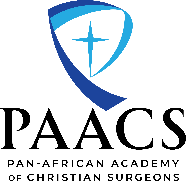 PAACS
PAN-AFRICAN ACADEMY
OF CHRISTIAN SURGEONS